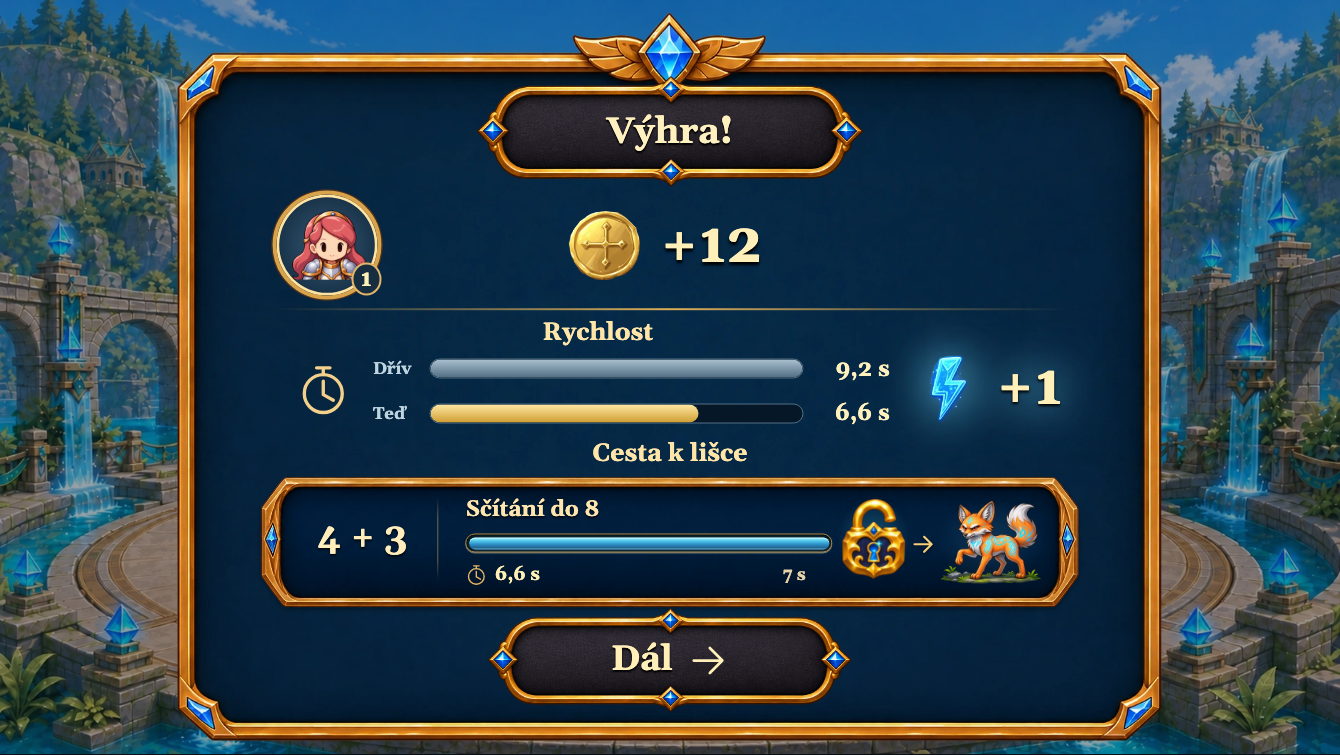 Výhra!
1
+12
Rychlost
Dřív 9,2 s
+1
Teď 6,6 s
Cesta k lišce
Sčítání do 8
4 + 3
6,6 s 7 s
Dál →